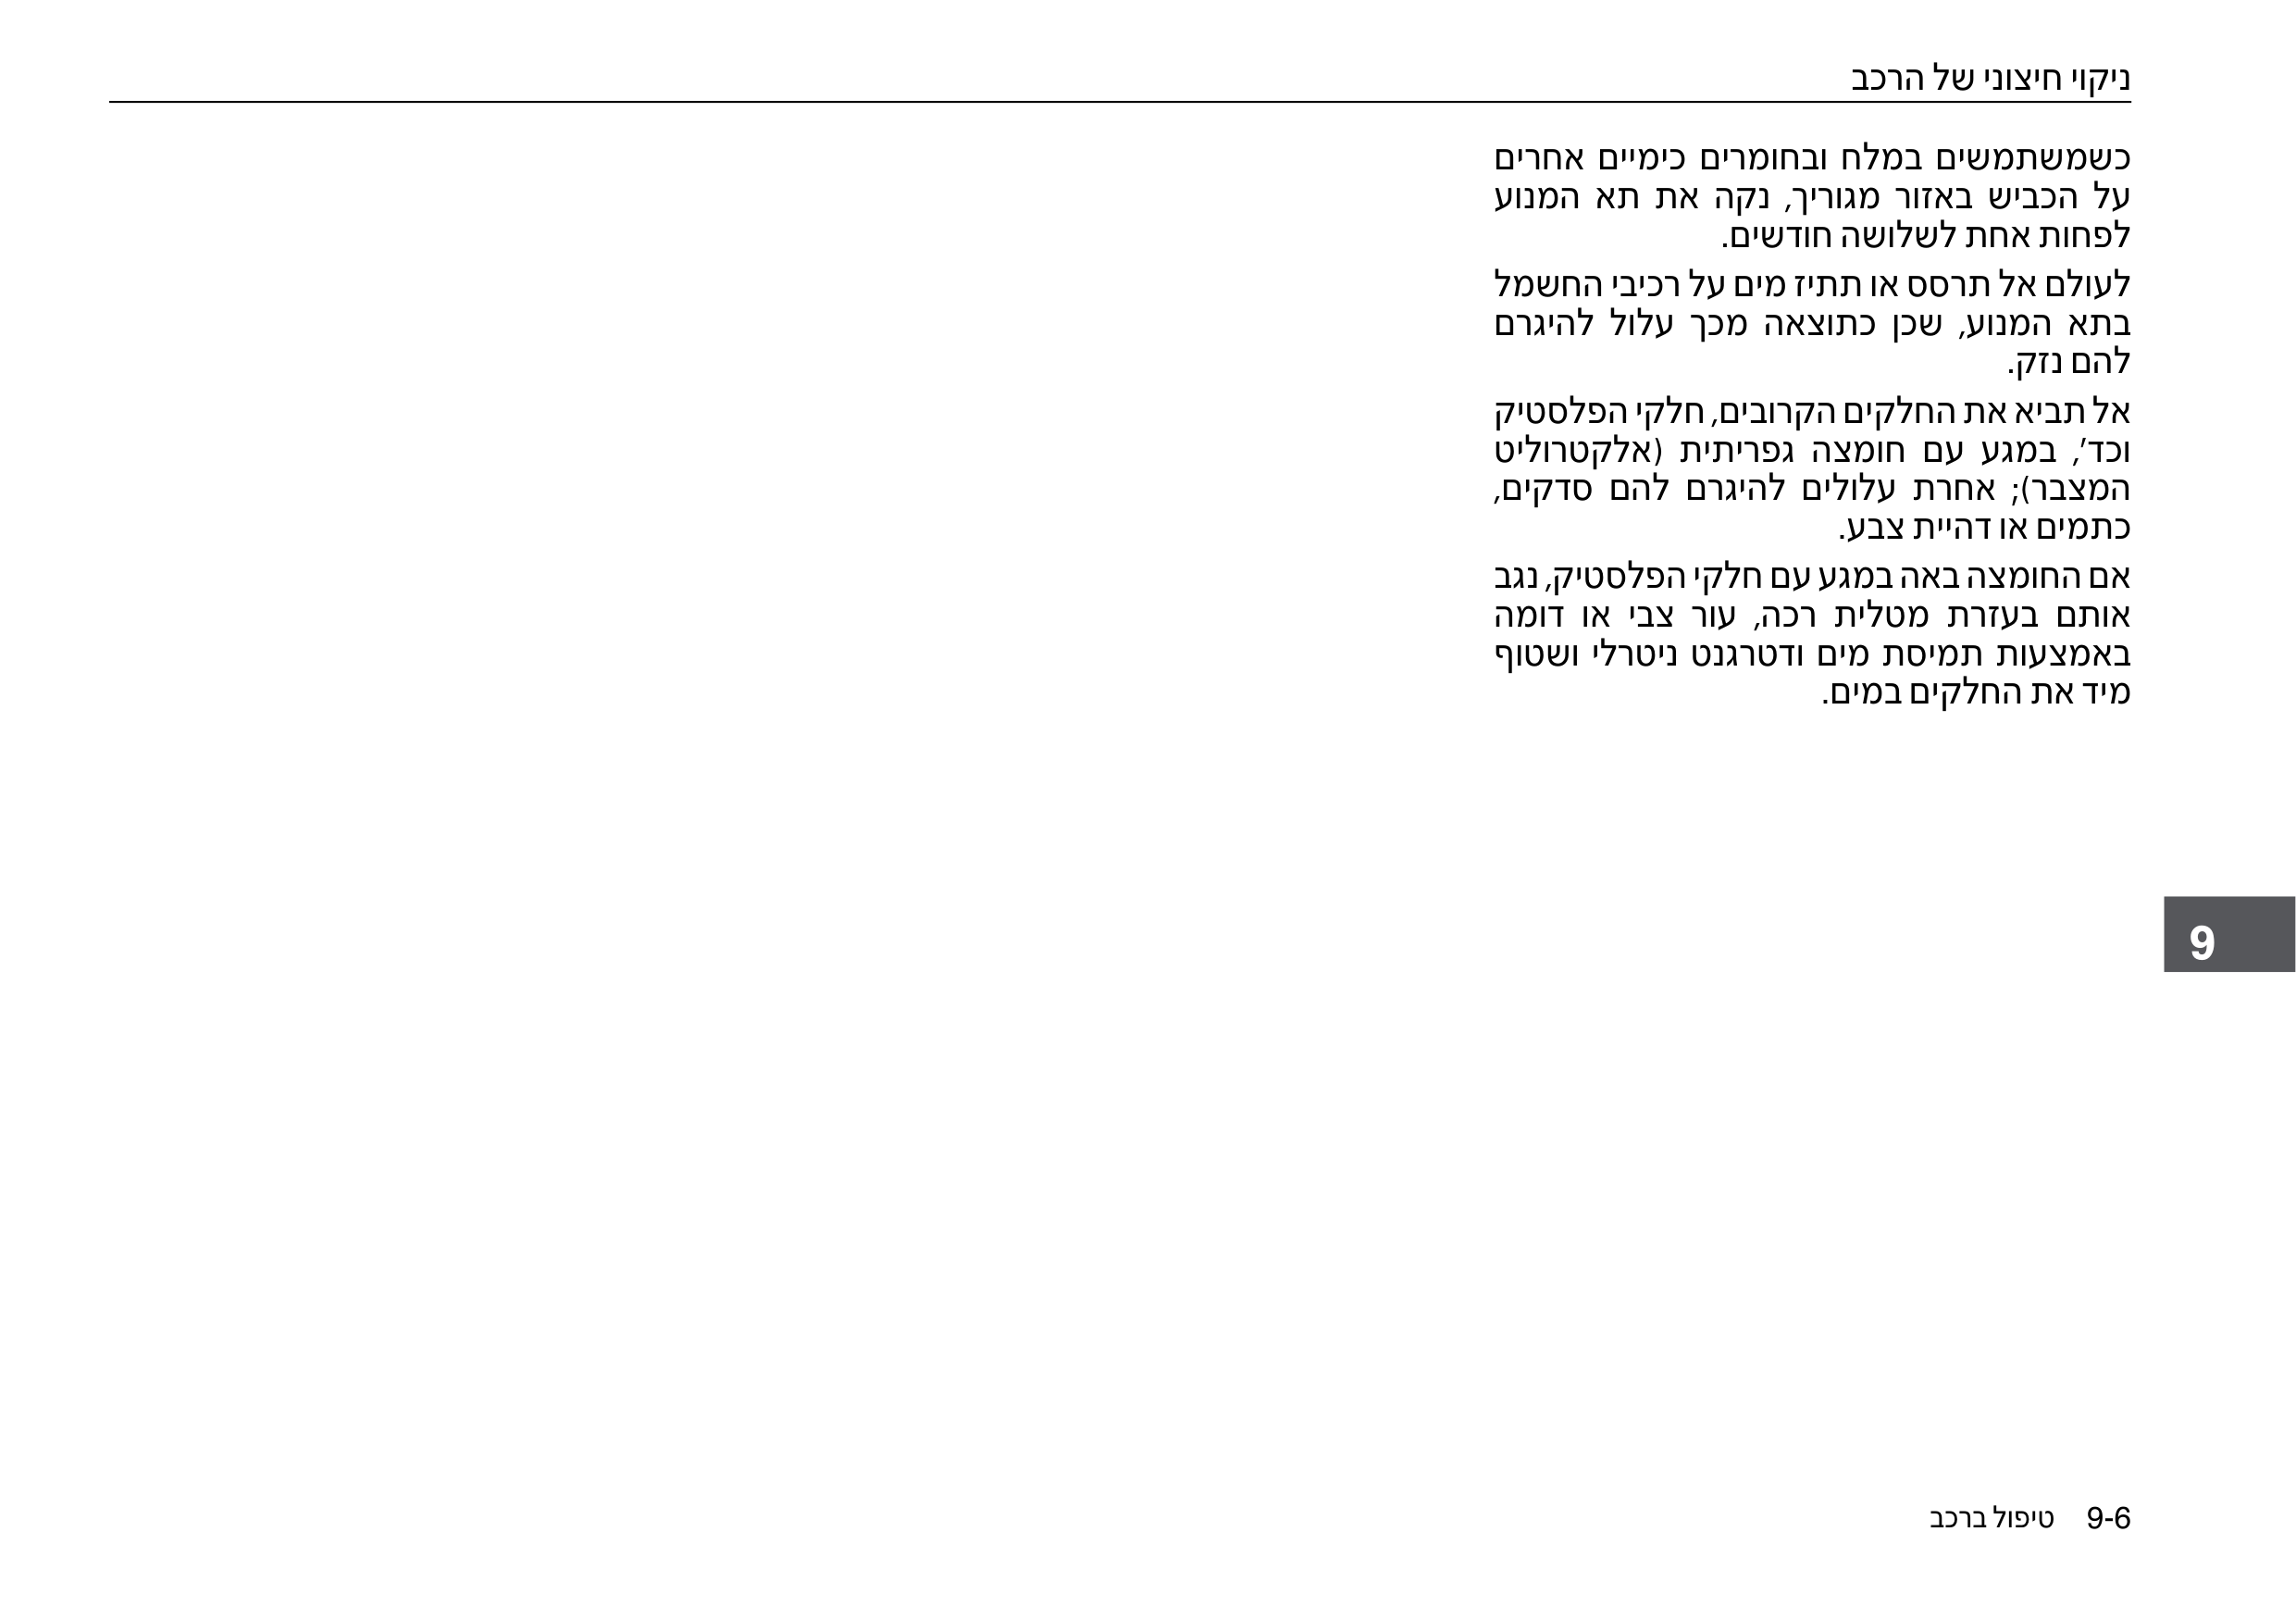 ניקוי חיצוני של הרכב
כשמשתמשים במלח ובחומרים כימיים אחרים
על הכביש באזור מגוריך, נקה את תא המנוע
לפחות אחת לשלושה חודשים.
לעולם אל תרסס או תתיז מים על רכיבי החשמל
בתא המנוע, שכן כתוצאה מכך עלול להיגרם
להם נזק.
אל תביא את החלקים הקרובים, חלקי הפלסטיק
וכד', במגע עם חומצה גפריתית (אלקטרוליט
המצבר); אחרת עלולים להיגרם להם סדקים,
כתמים או דהיית צבע.
אם החומצה באה במגע עם חלקי הפלסטיק, נגב
אותם בעזרת מטלית רכה, עור צבי או דומה
באמצעות תמיסת מים ודטרגנט ניטרלי ושטוף
מיד את החלקים במים.
9
9-6 טיפול ברכב